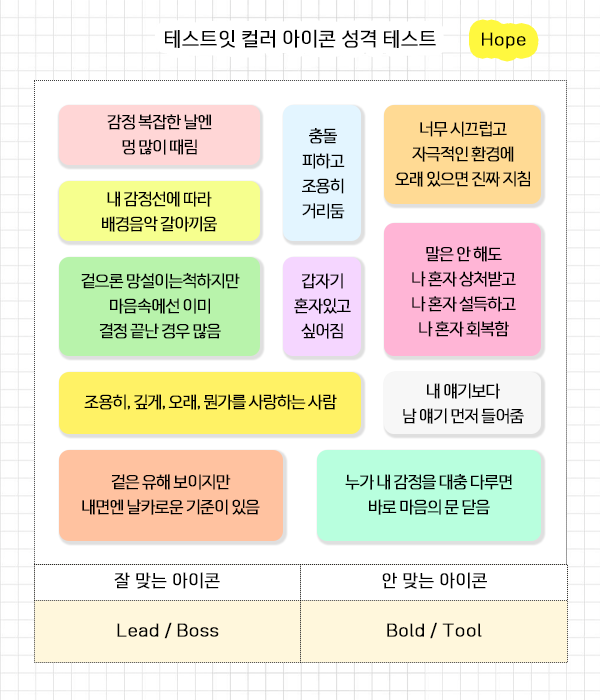 테스트잇 컬러 아이콘 성격 테스트
Hope
감정 복잡한 날엔
멍 많이 때림
충돌
피하고
조용히
거리둠
너무 시끄럽고
자극적인 환경에
오래 있으면 진짜 지침
내 감정선에 따라
배경음악 갈아끼움
말은 안 해도
나 혼자 상처받고
나 혼자 설득하고
나 혼자 회복함
겉으론 망설이는척하지만
마음속에선 이미
결정 끝난 경우 많음
갑자기
혼자있고
싶어짐
조용히, 깊게, 오래, 뭔가를 사랑하는 사람
내 얘기보다
남 얘기 먼저 들어줌
겉은 유해 보이지만
내면엔 날카로운 기준이 있음
누가 내 감정을 대충 다루면
바로 마음의 문 닫음
잘 맞는 아이콘
안 맞는 아이콘
Lead / Boss
Bold / Tool